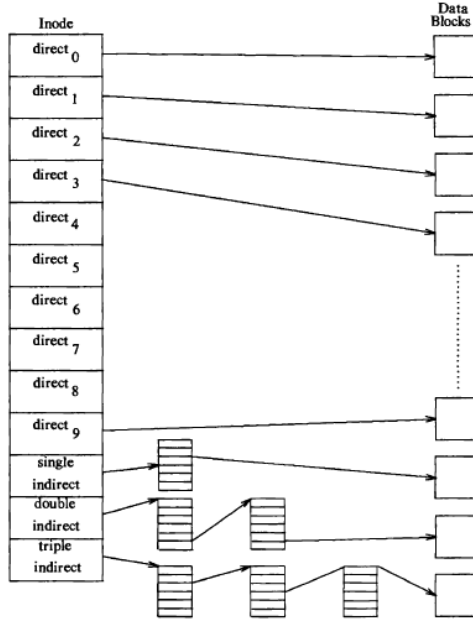 Inode
Data
Blocks
direct 0
direct 1
direct 2
direct 3
direct 4
direct 5
direct 6
direct 7
direct 8
direct 9
single
indirect
double
indirect
triple
indirect